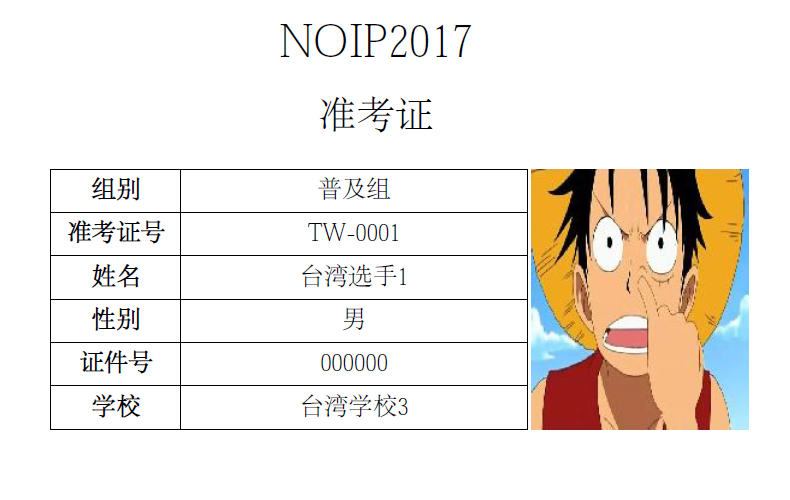 NOIP2017
准考证
组别 普及组
准考证号 TW-0001
姓名 台湾选手1
性别 男
证件号 000000
学校 台湾学校3